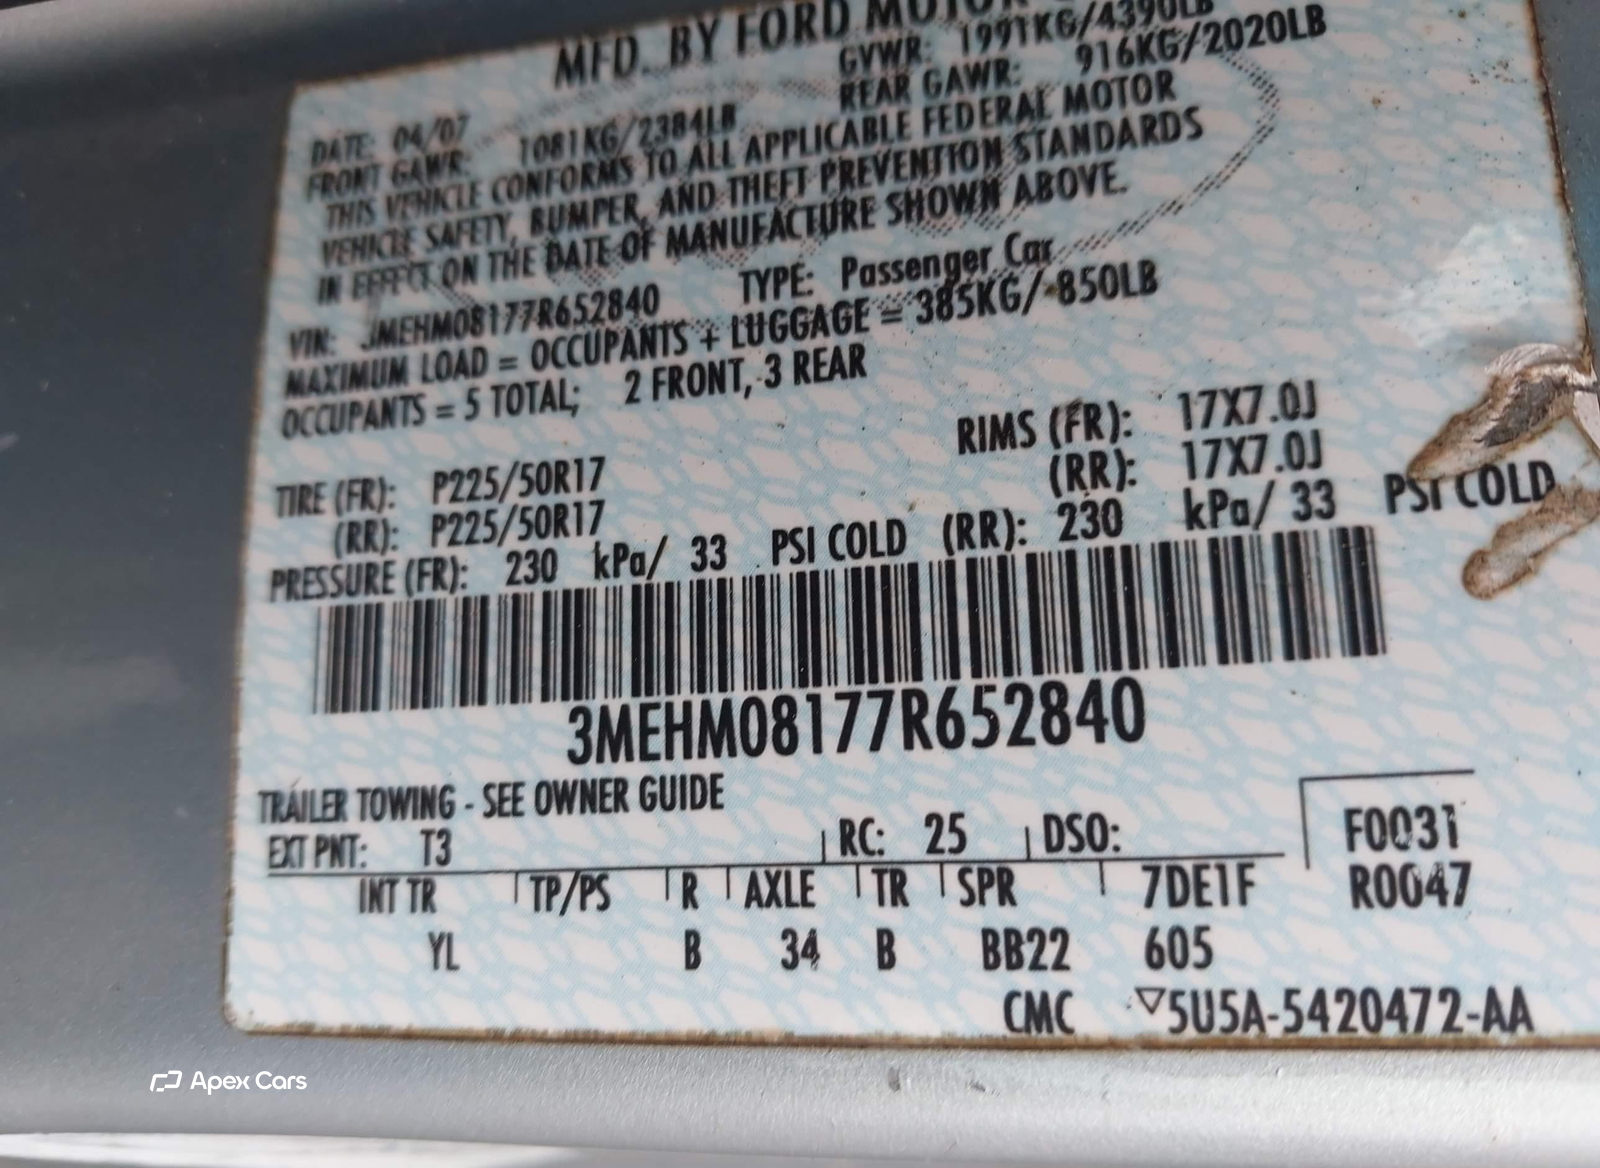 MFD. BY FORD MOTOR
GVWR: 1991KG/4390LB
DATE: 04/07
FRONT GAWR: 1081KG/2384LB REAR GAWR: 916KG/2020LB
THIS VEHICLE CONFORMS TO ALL APPLICABLE FEDERAL MOTOR
VEHICLE SAFETY, BUMPER, AND THEFT PREVENTION STANDARDS
IN EFFECT ON THE DATE OF MANUFACTURE SHOWN ABOVE.
VIN: 3MEHM08177R652840 TYPE: Passenger Car
MAXIMUM LOAD = OCCUPANTS + LUGGAGE = 385KG/ 850LB
OCCUPANTS = 5 TOTAL; 2 FRONT, 3 REAR
TIRE (FR): P225/50R17 RIMS (FR): 17X7.0J
(RR): P225/50R17 (RR): 17X7.0J
PRESSURE (FR): 230 kPa/ 33 PSI COLD (RR): 230 kPa/ 33 PSI COLD
3MEHM08177R652840
TRAILER TOWING - SEE OWNER GUIDE
EXT PNT: T3 RC: 25 DSO: F0031
INT TR TP/PS R AXLE TR SPR 7DE1F R0047
YL B 34 B BB22 605
CMC ▽5U5A-5420472-AA
Apex Cars